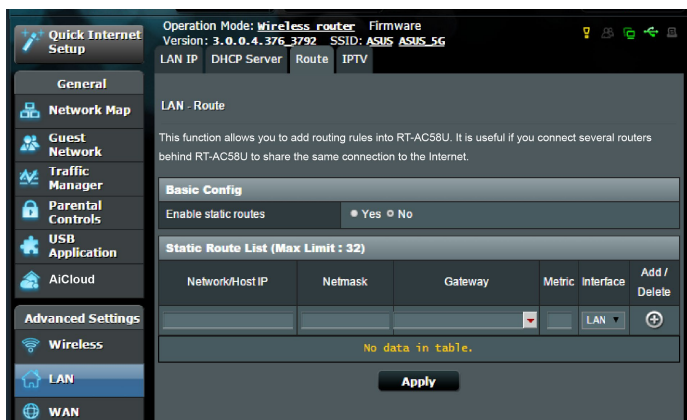 Quick Internet
Setup
General
Network Map
Guest
Network
Traffic
Manager
Parental
Controls
USB
Application
AiCloud
Advanced Settings
Wireless
LAN
WAN
Operation Mode: Wireless router Firmware
Version: 3.0.0.4.376_3792 SSID: ASUS ASUS_5G
LAN IP DHCP Server Route IPTV
LAN - Route
This function allows you to add routing rules into RT-AC58U. It is useful if you connect several routers
behind RT-AC58U to share the same connection to the Internet.
Basic Config
Enable static routes Yes No
Static Route List (Max Limit : 32)
Network/Host IP Netmask Gateway Metric Interface Add /
Delete
LAN
No data in table.
Apply